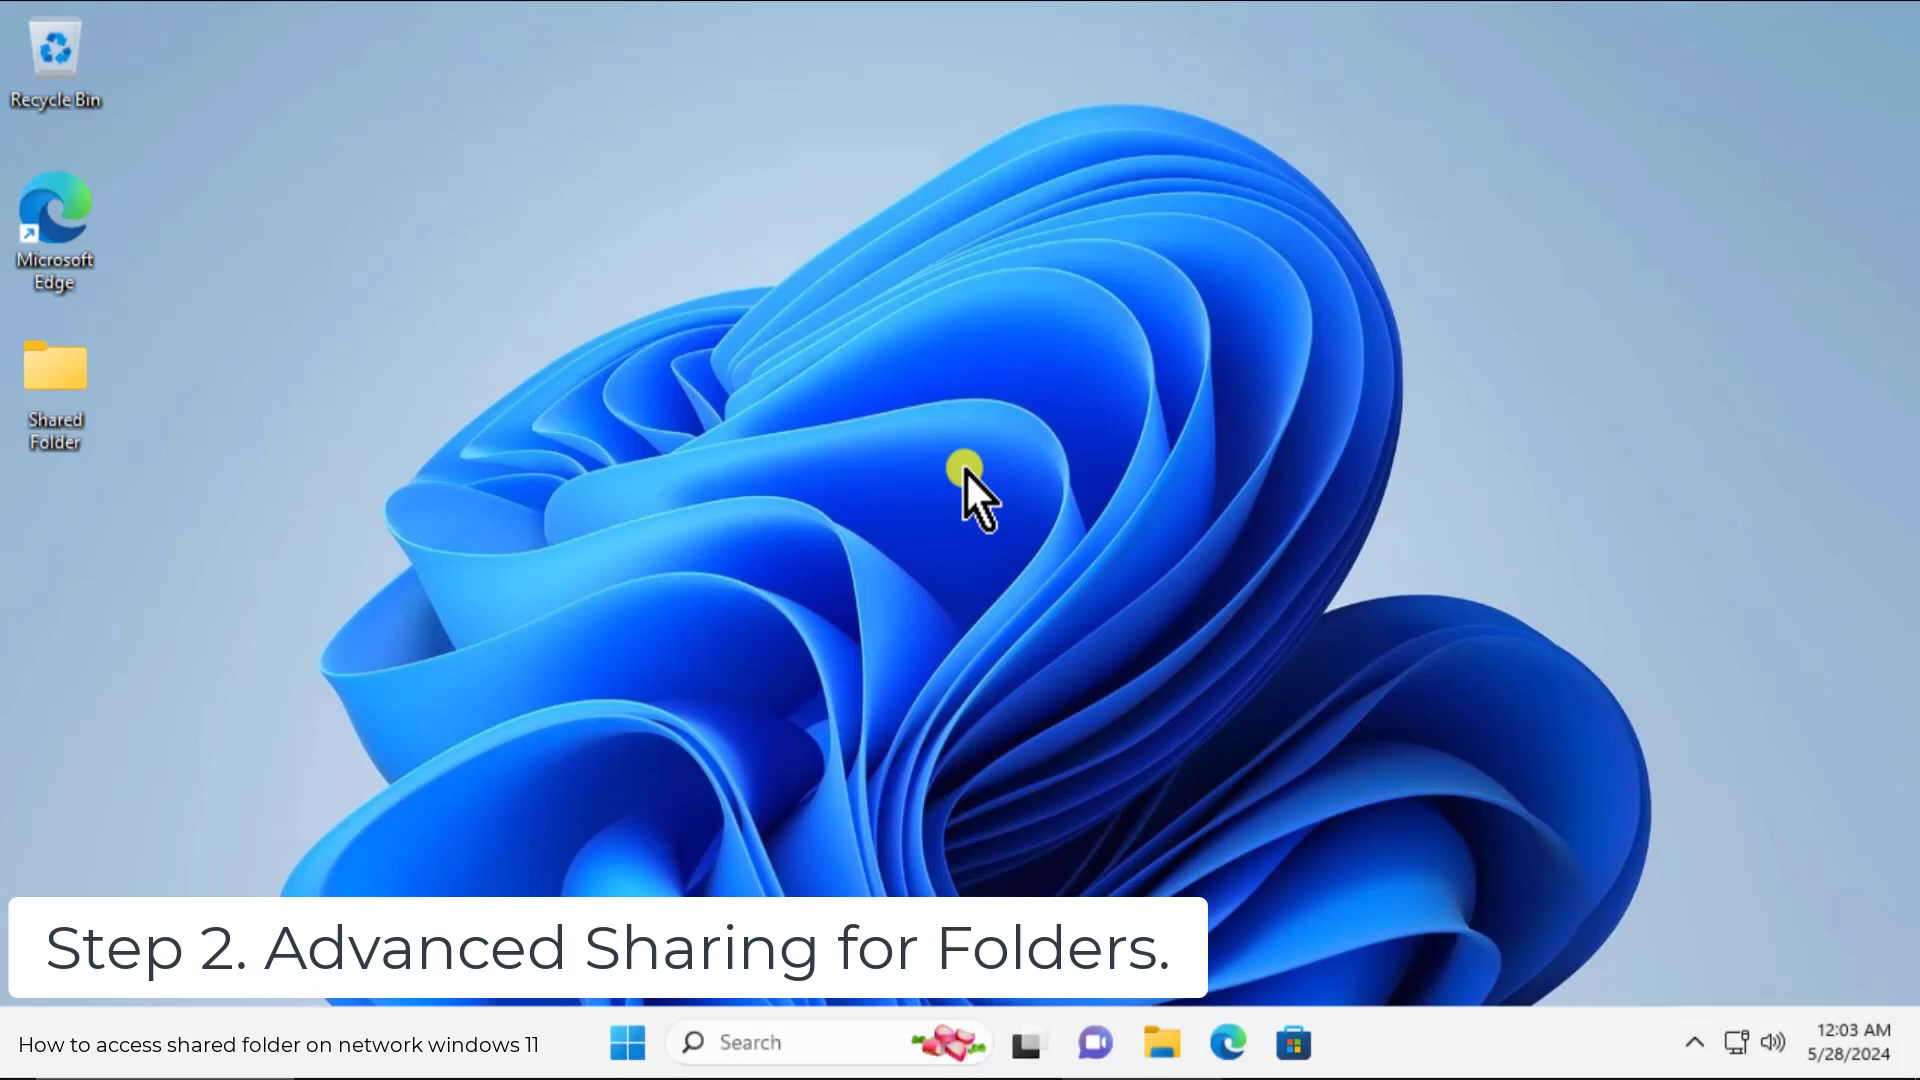 Recycle Bin
Microsoft
Edge
Shared
Folder
Step 2. Advanced Sharing for Folders.
How to access shared folder on network windows 11
Search
12:03 AM
5/28/2024